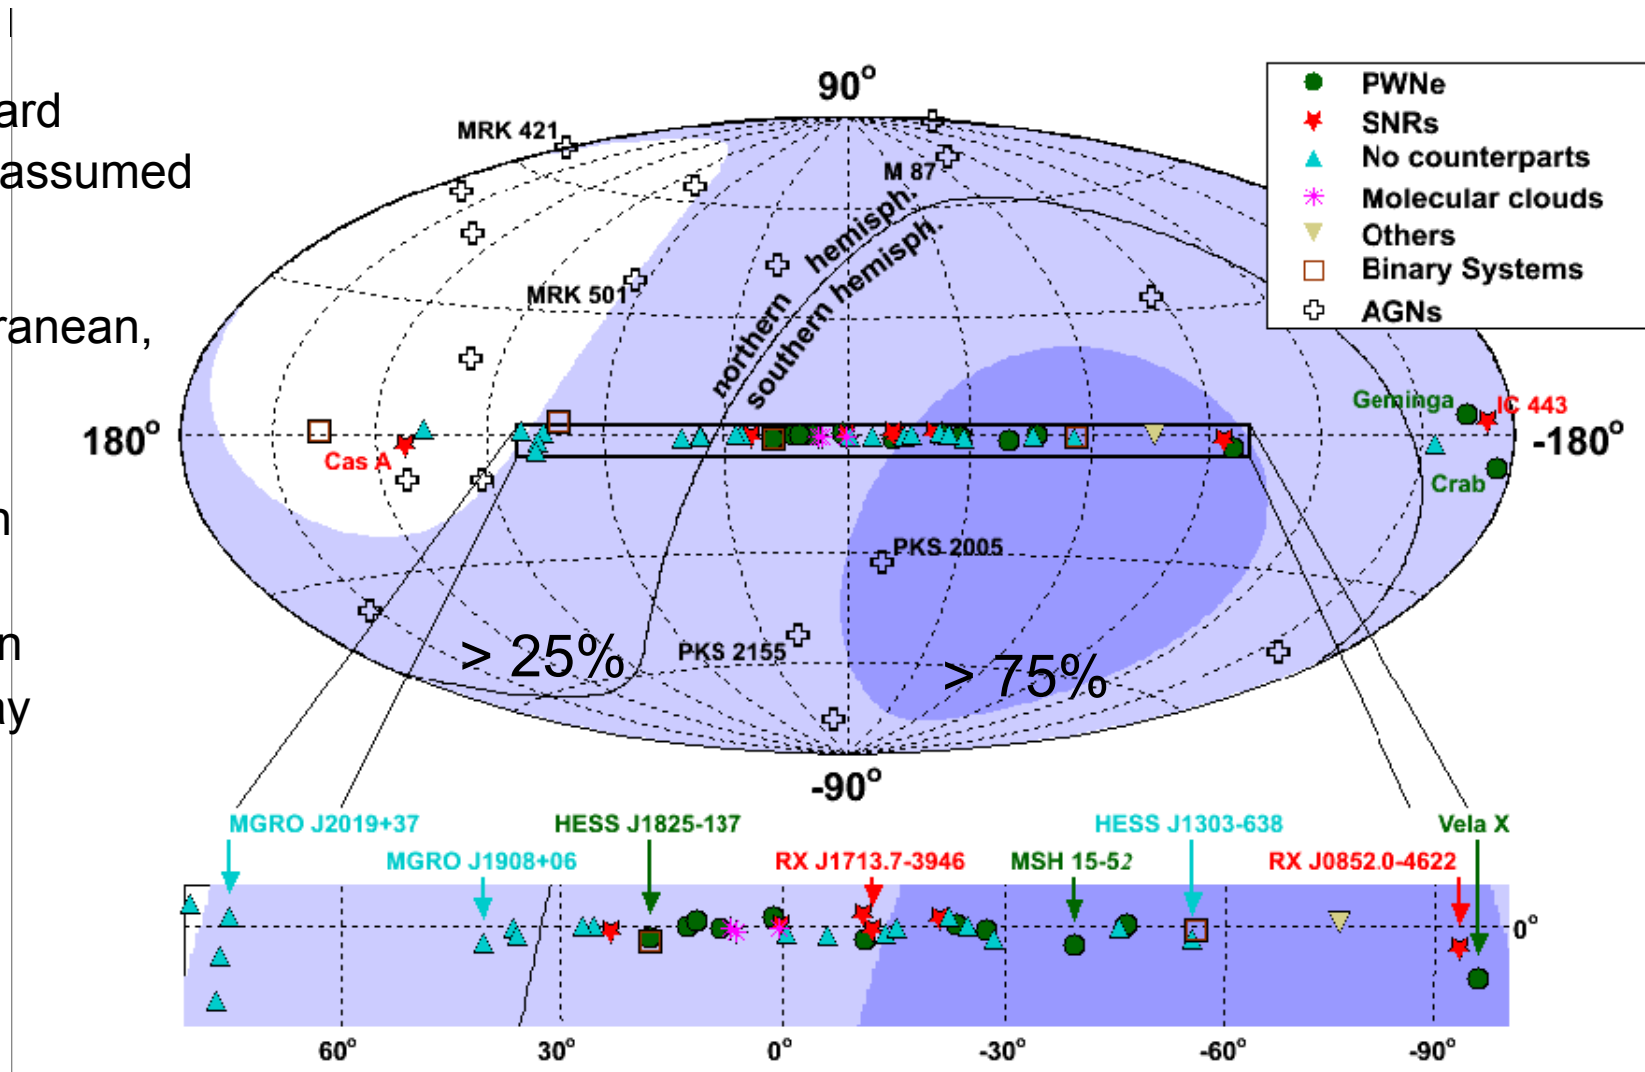 ard
assumed
ranean,
n
n
ay
90°
180°
-180°
-90°
PWNe
SNRs
No counterparts
Molecular clouds
Others
Binary Systems
AGNs
MRK 421
M 87
MRK 501
northern hemisph.
southern hemisph.
Geminga
IC 443
Cas A
Crab
PKS 2005
PKS 2155
> 25%
> 75%
MGRO J2019+37
HESS J1825-137
HESS J1303-638
Vela X
MGRO J1908+06
RX J1713.7-3946
MSH 15-52
RX J0852.0-4622
0°
60°
30°
0°
-30°
-60°
-90°